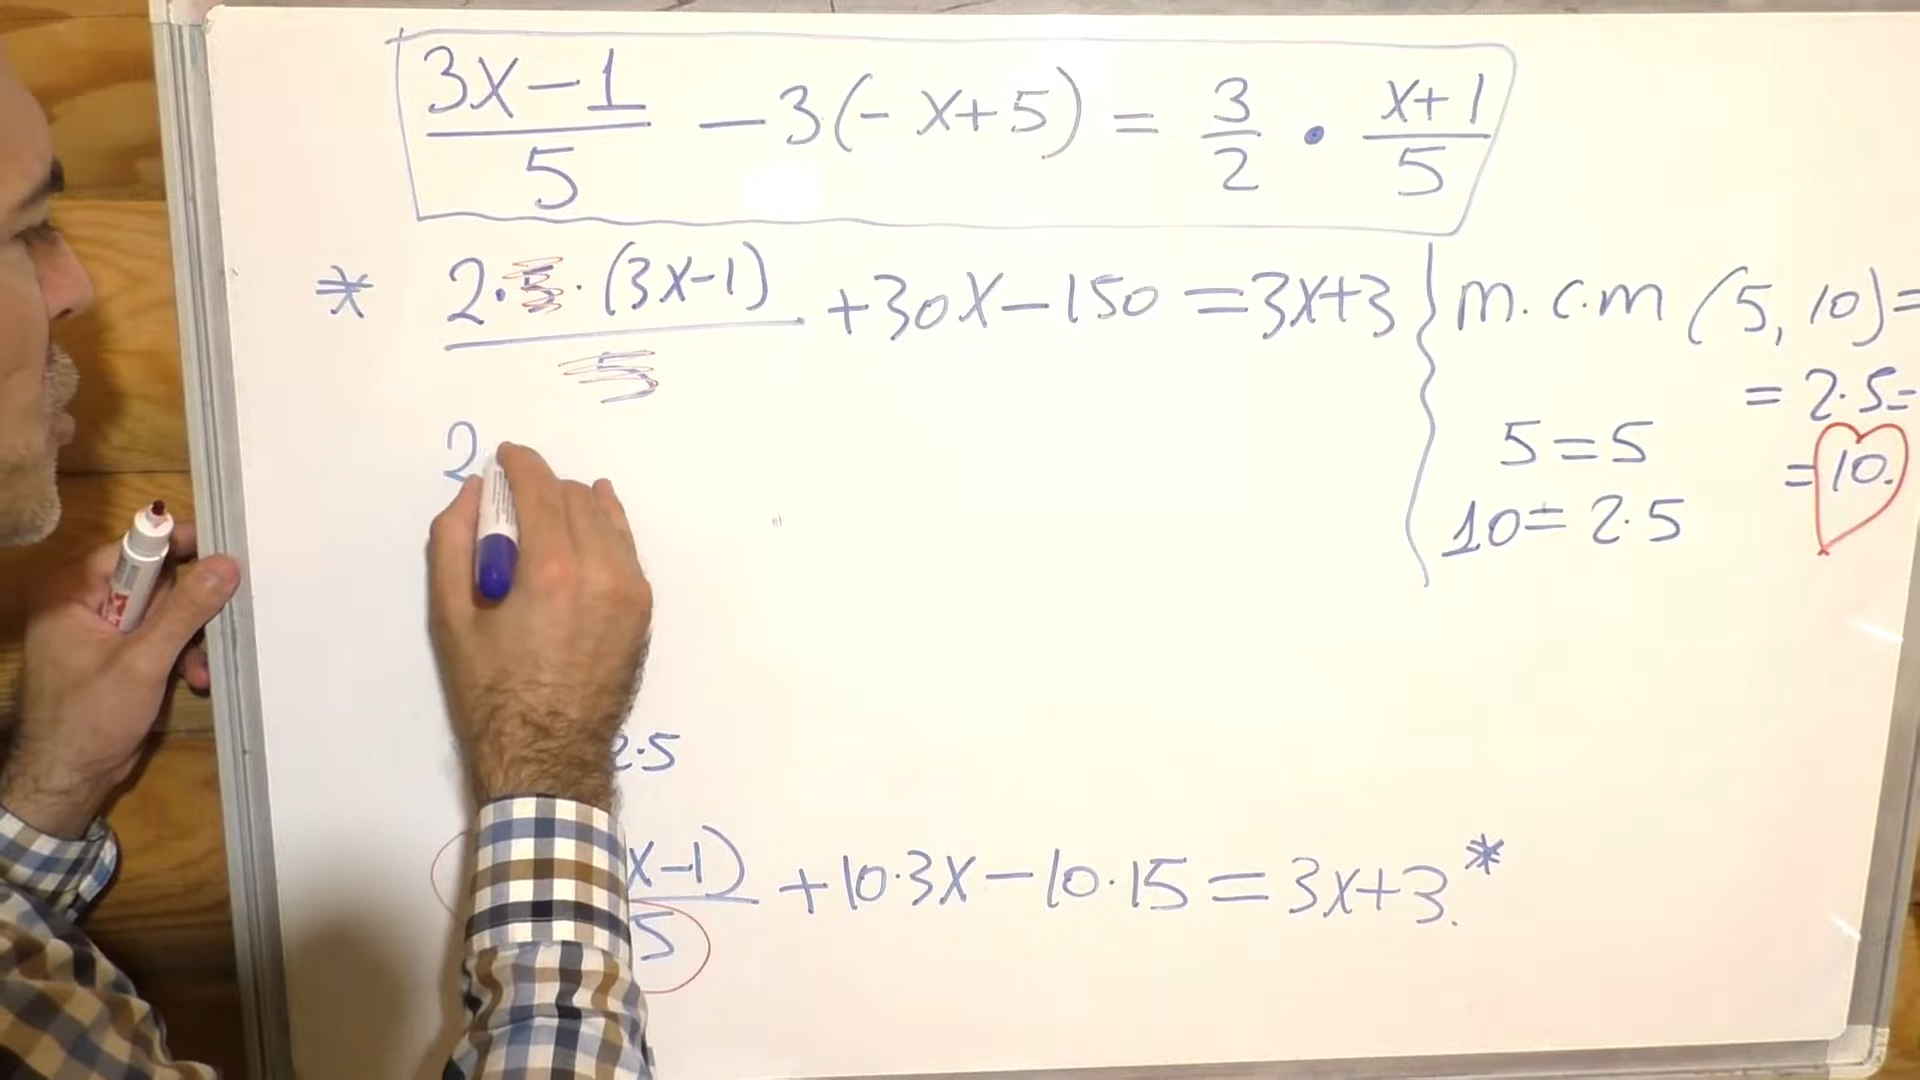 (3x-1)/5 - 3(-x+5) = 3/2 · (x+1)/5
* 2·5·(3x-1)/5 +30x-150 =3x+3
m.c.m (5, 10)=
= 2·5=
5=5
=10.
10= 2·5
2
2·5
x-1)/5 +10·3x-10·15=3x+3. *